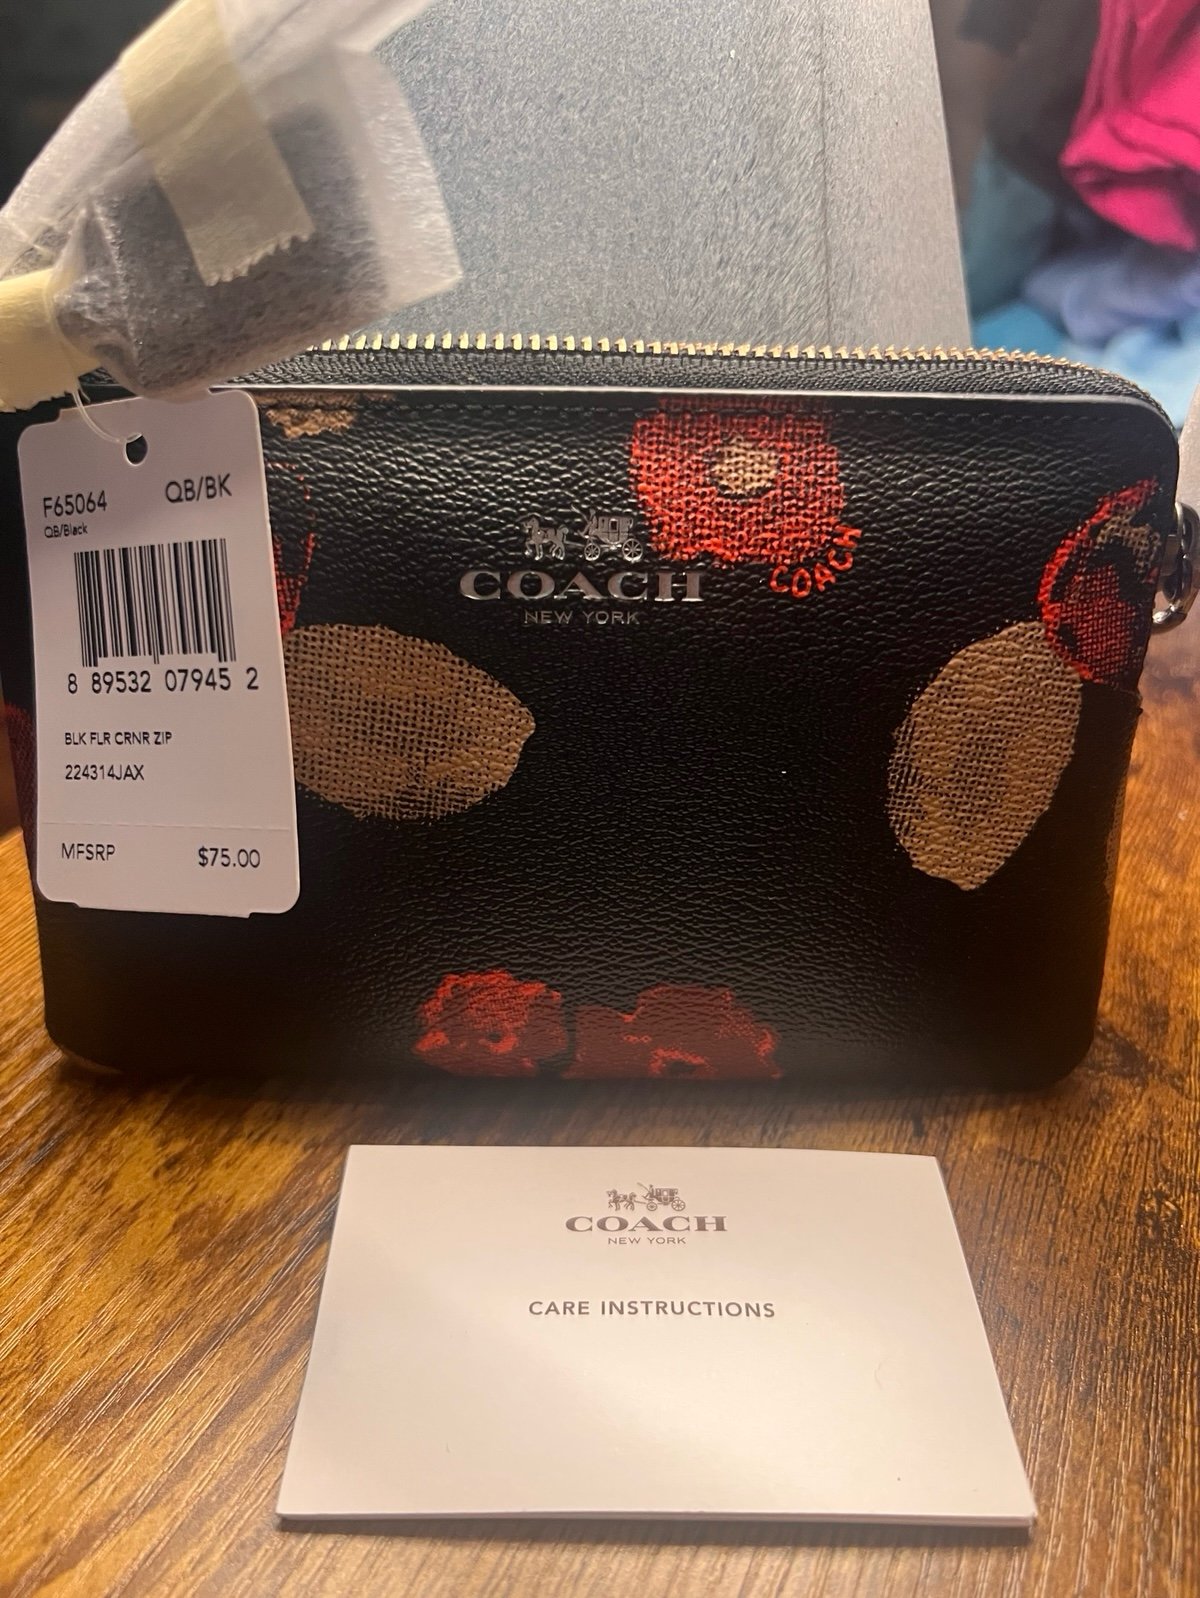 F65064 QB/BK
QB/Black
8 89532 07945 2
BLK FLR CRNR ZIP
224314JAX
MFSRP $75.00
COACH
NEW YORK
COACH
COACH
NEW YORK
CARE INSTRUCTIONS